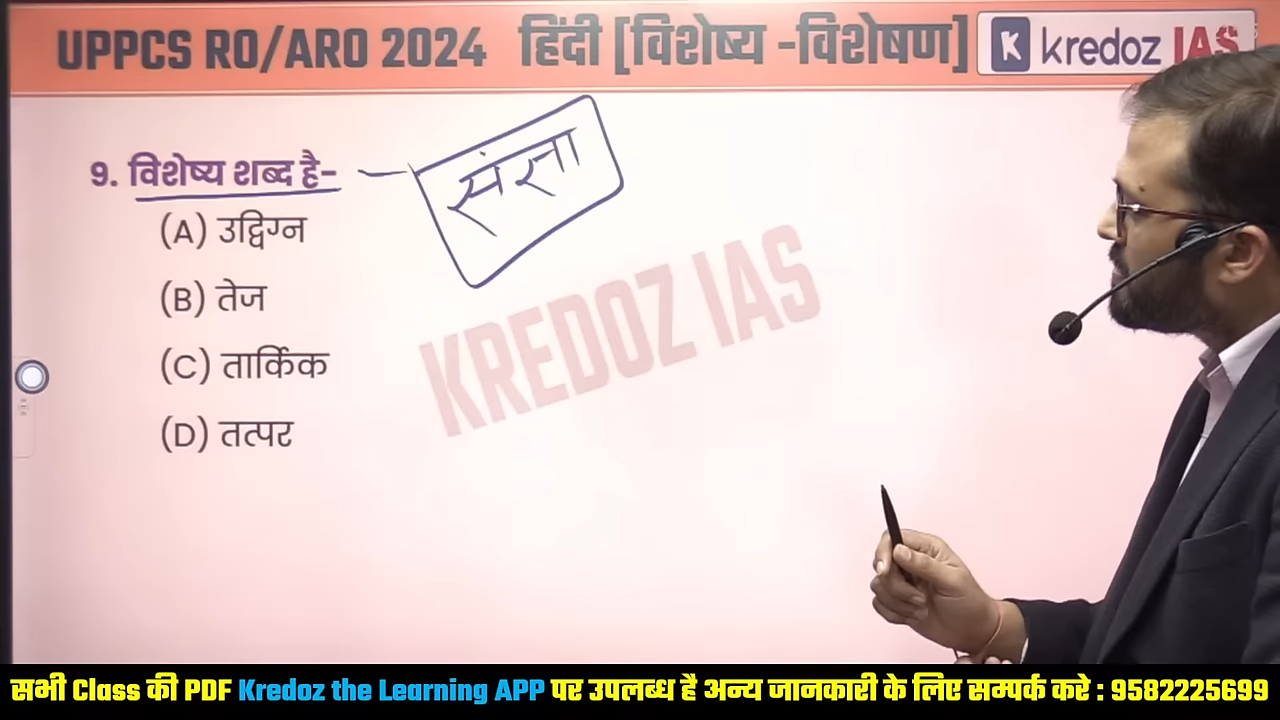 UPPCS RO/ARO 2024 हिंदी [विशेष्य -विशेषण]
K kredoz IAS
9. विशेष्य शब्द है-
संज्ञा
(A) उद्विग्न
(B) तेज
(C) तार्किक
(D) तत्पर
KREDOZ IAS
सभी Class की PDF Kredoz the Learning APP पर उपलब्ध है अन्य जानकारी के लिए सम्पर्क करे : 9582225699